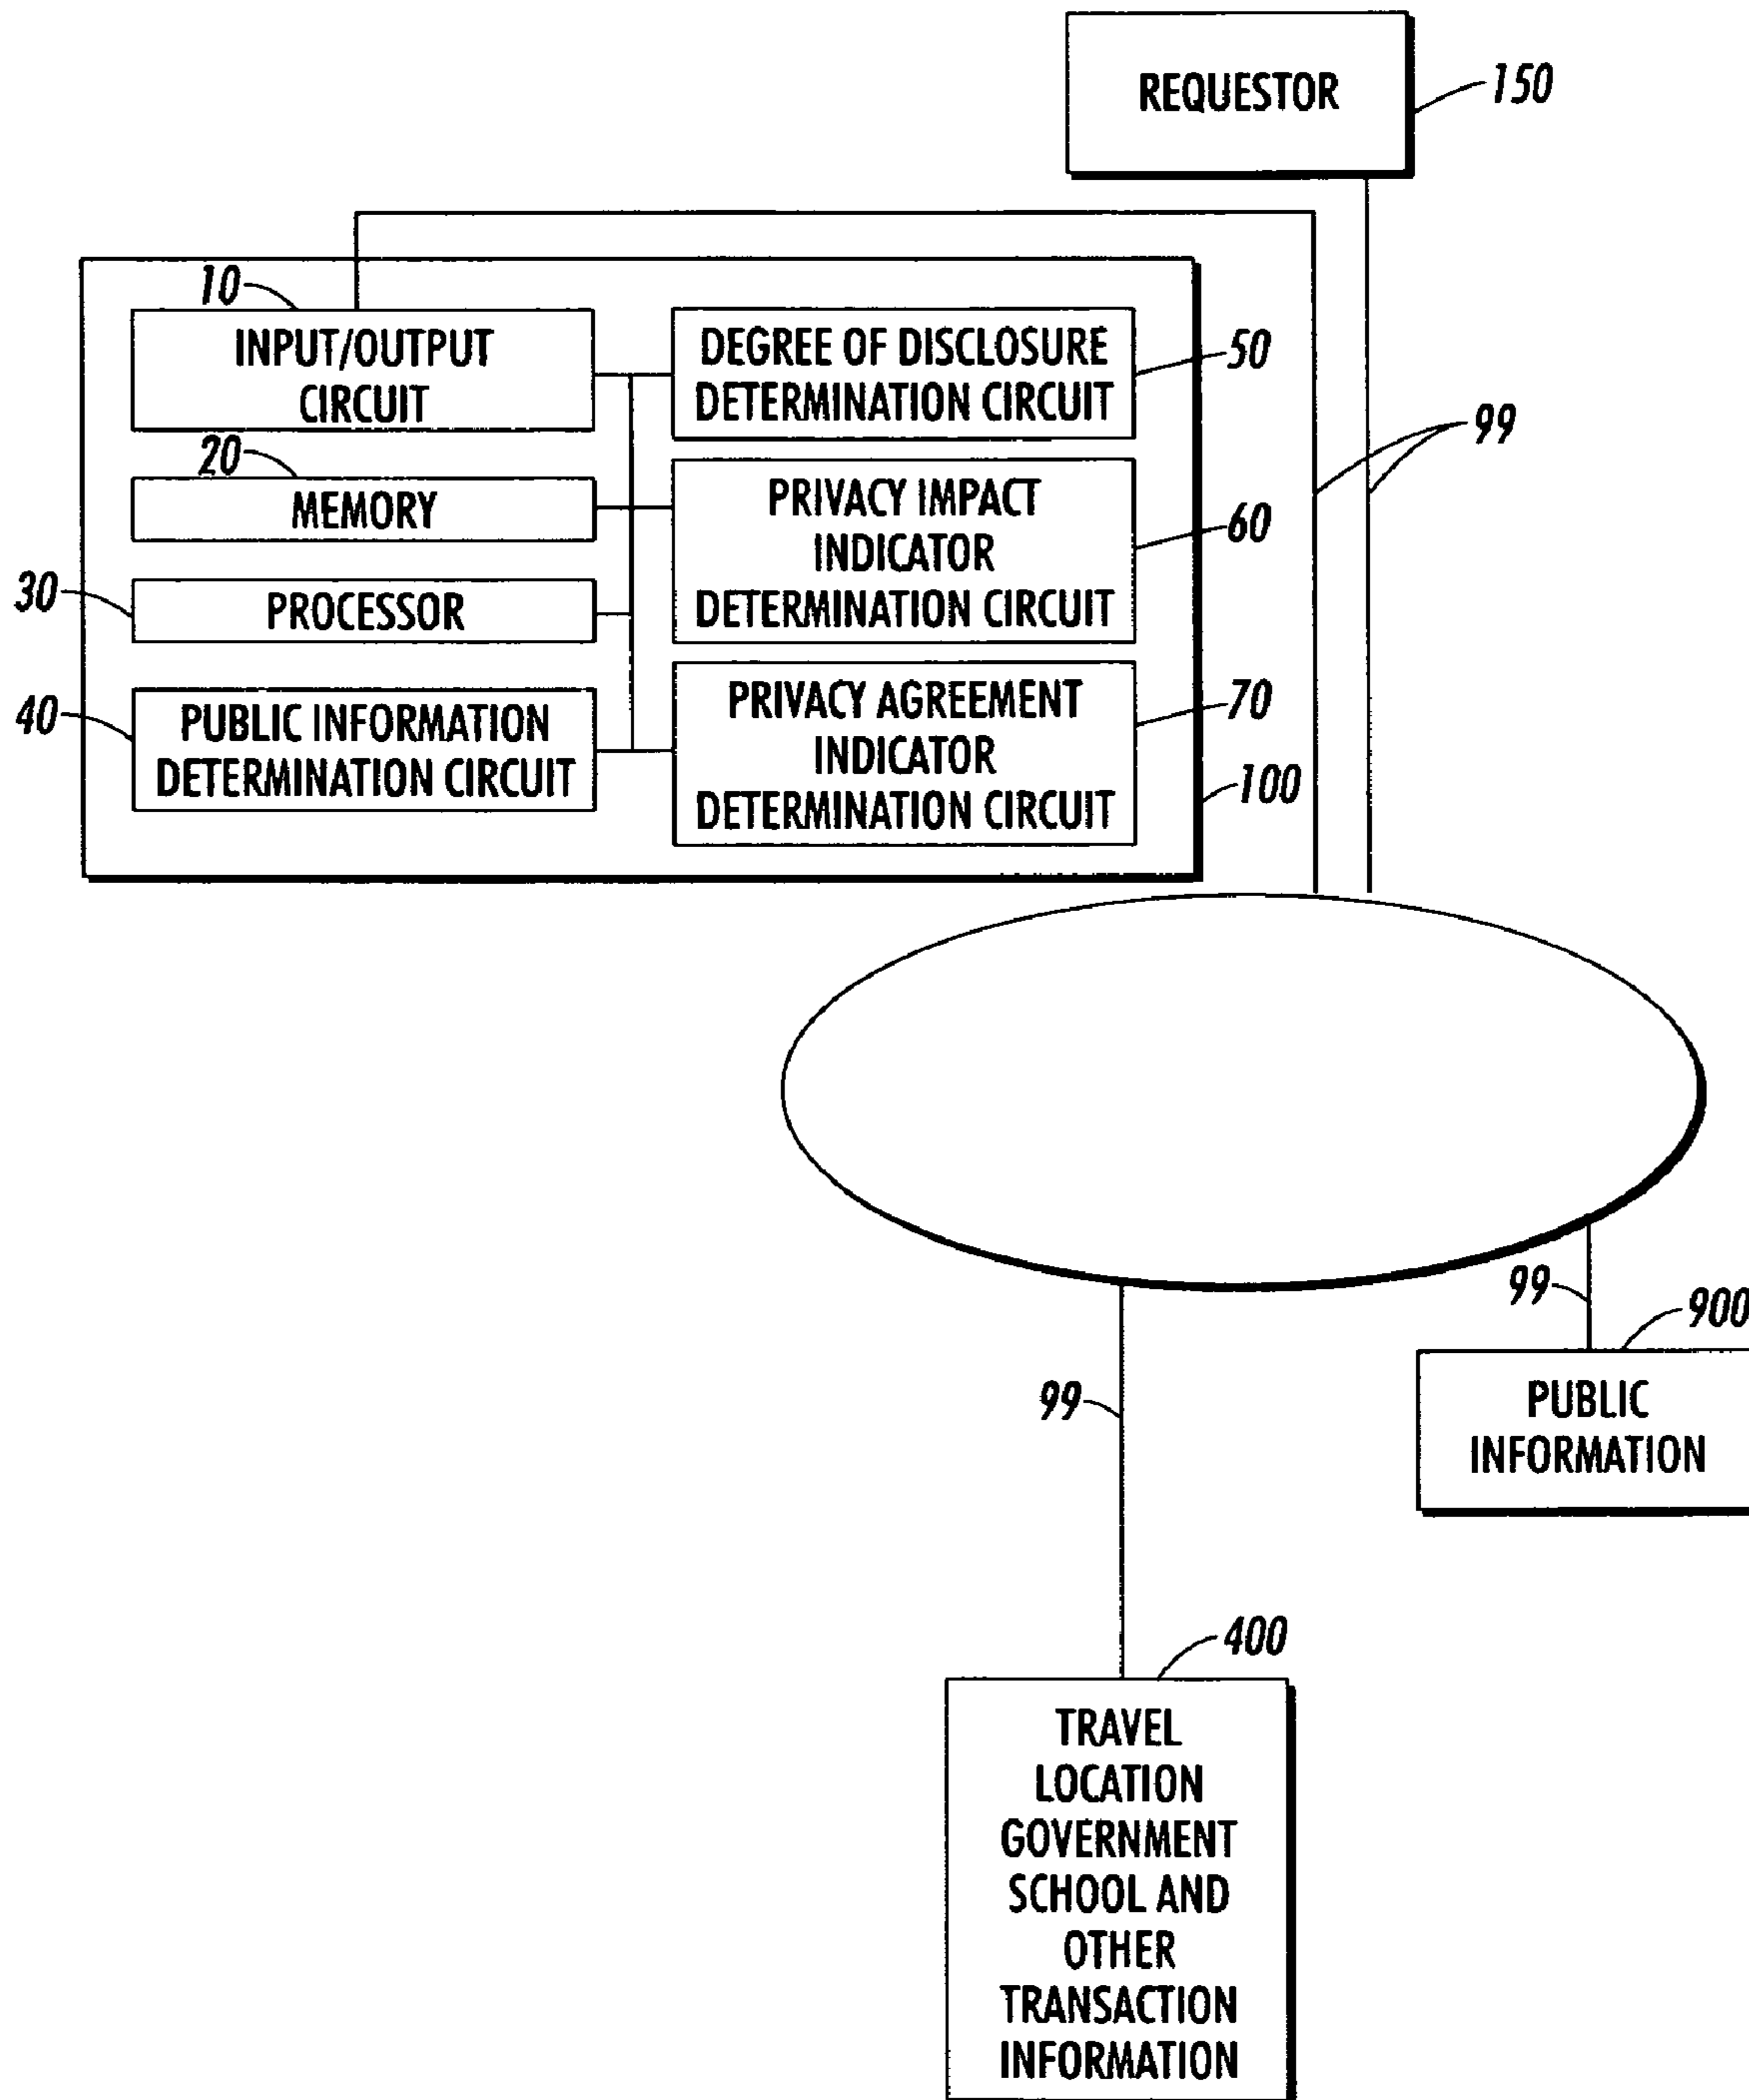 REQUESTOR
150
10
INPUT/OUTPUT
CIRCUIT
DEGREE OF DISCLOSURE
DETERMINATION CIRCUIT
50
99
20
MEMORY
PRIVACY IMPACT
INDICATOR
DETERMINATION CIRCUIT
60
30
PROCESSOR
40
PUBLIC INFORMATION
DETERMINATION CIRCUIT
PRIVACY AGREEMENT
INDICATOR
DETERMINATION CIRCUIT
70
100
99
900
PUBLIC
INFORMATION
99
400
TRAVEL
LOCATION
GOVERNMENT
SCHOOL AND
OTHER
TRANSACTION
INFORMATION